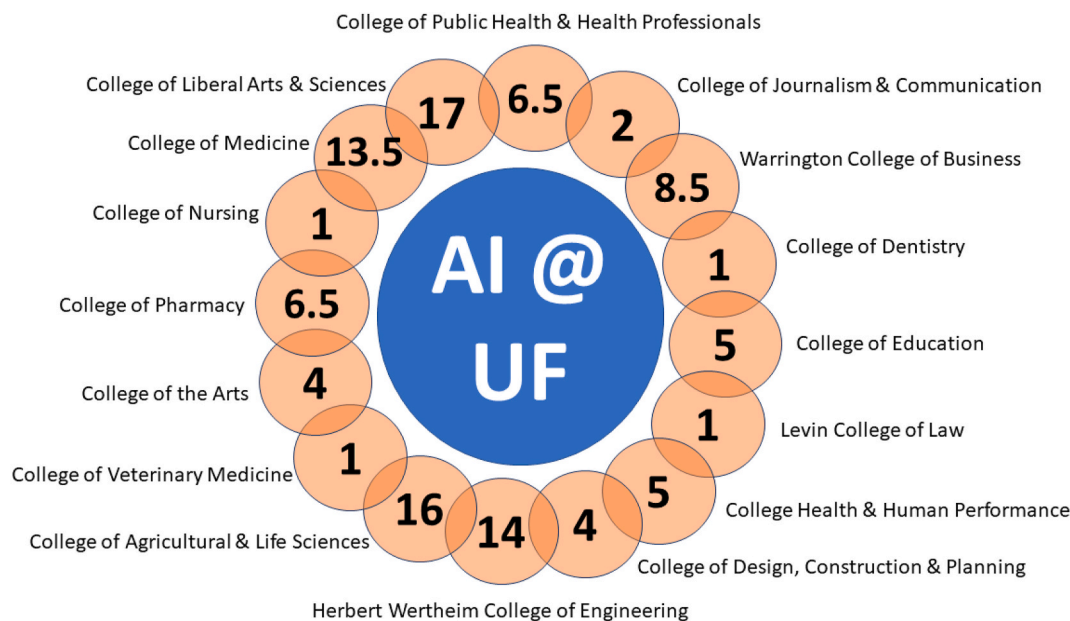 College of Public Health & Health Professionals
6.5
College of Journalism & Communication
2
Warrington College of Business
8.5
College of Dentistry
1
College of Education
5
Levin College of Law
1
College Health & Human Performance
5
College of Design, Construction & Planning
4
Herbert Wertheim College of Engineering
14
College of Agricultural & Life Sciences
16
College of Veterinary Medicine
1
College of the Arts
4
College of Pharmacy
6.5
College of Nursing
1
College of Medicine
13.5
College of Liberal Arts & Sciences
17
AI @
UF